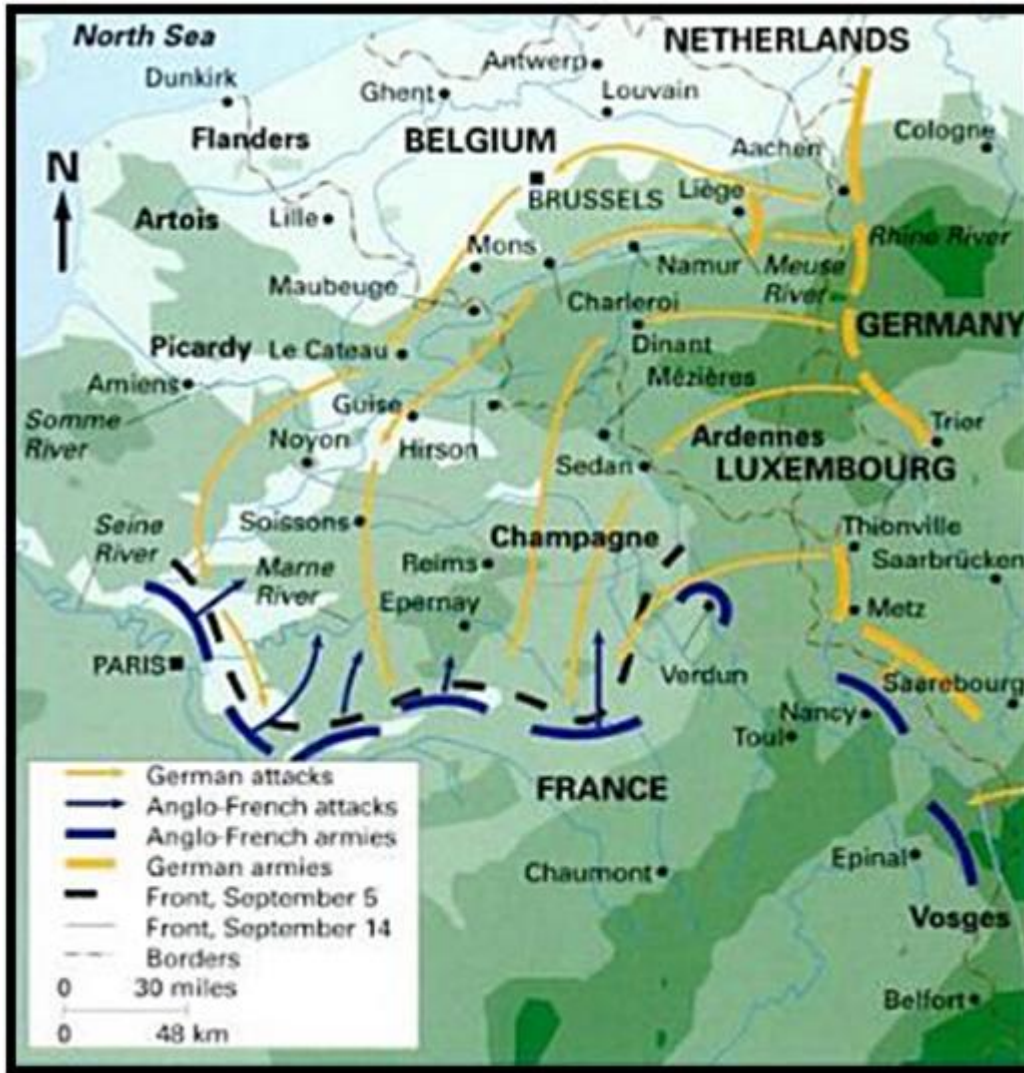 North Sea
NETHERLANDS
Dunkirk
Antwerp
Ghent
Louvain
Flanders
BELGIUM
Cologne
Aachen
N
BRUSSELS
Liège
Artois
Lille
Mons
Rhine River
Namur
Meuse
River
Maubeuge
Charleroi
GERMANY
Picardy
Le Cateau
Dinant
Amiens
Mézières
Somme
River
Guise
Noyon
Hirson
Ardennes
Trior
Sedan
LUXEMBOURG
Seine
River
Soissons
Champagne
Thionville
Saarbrücken
Marne
River
Reims
Epernay
Metz
PARIS
Verdun
Saarebourg
Nancy
Toul
German attacks
Anglo-French attacks
Anglo-French armies
German armies
Front, September 5
Front, September 14
Borders
0 30 miles
0 48 km
FRANCE
Chaumont
Epinal
Vosges
Belfort